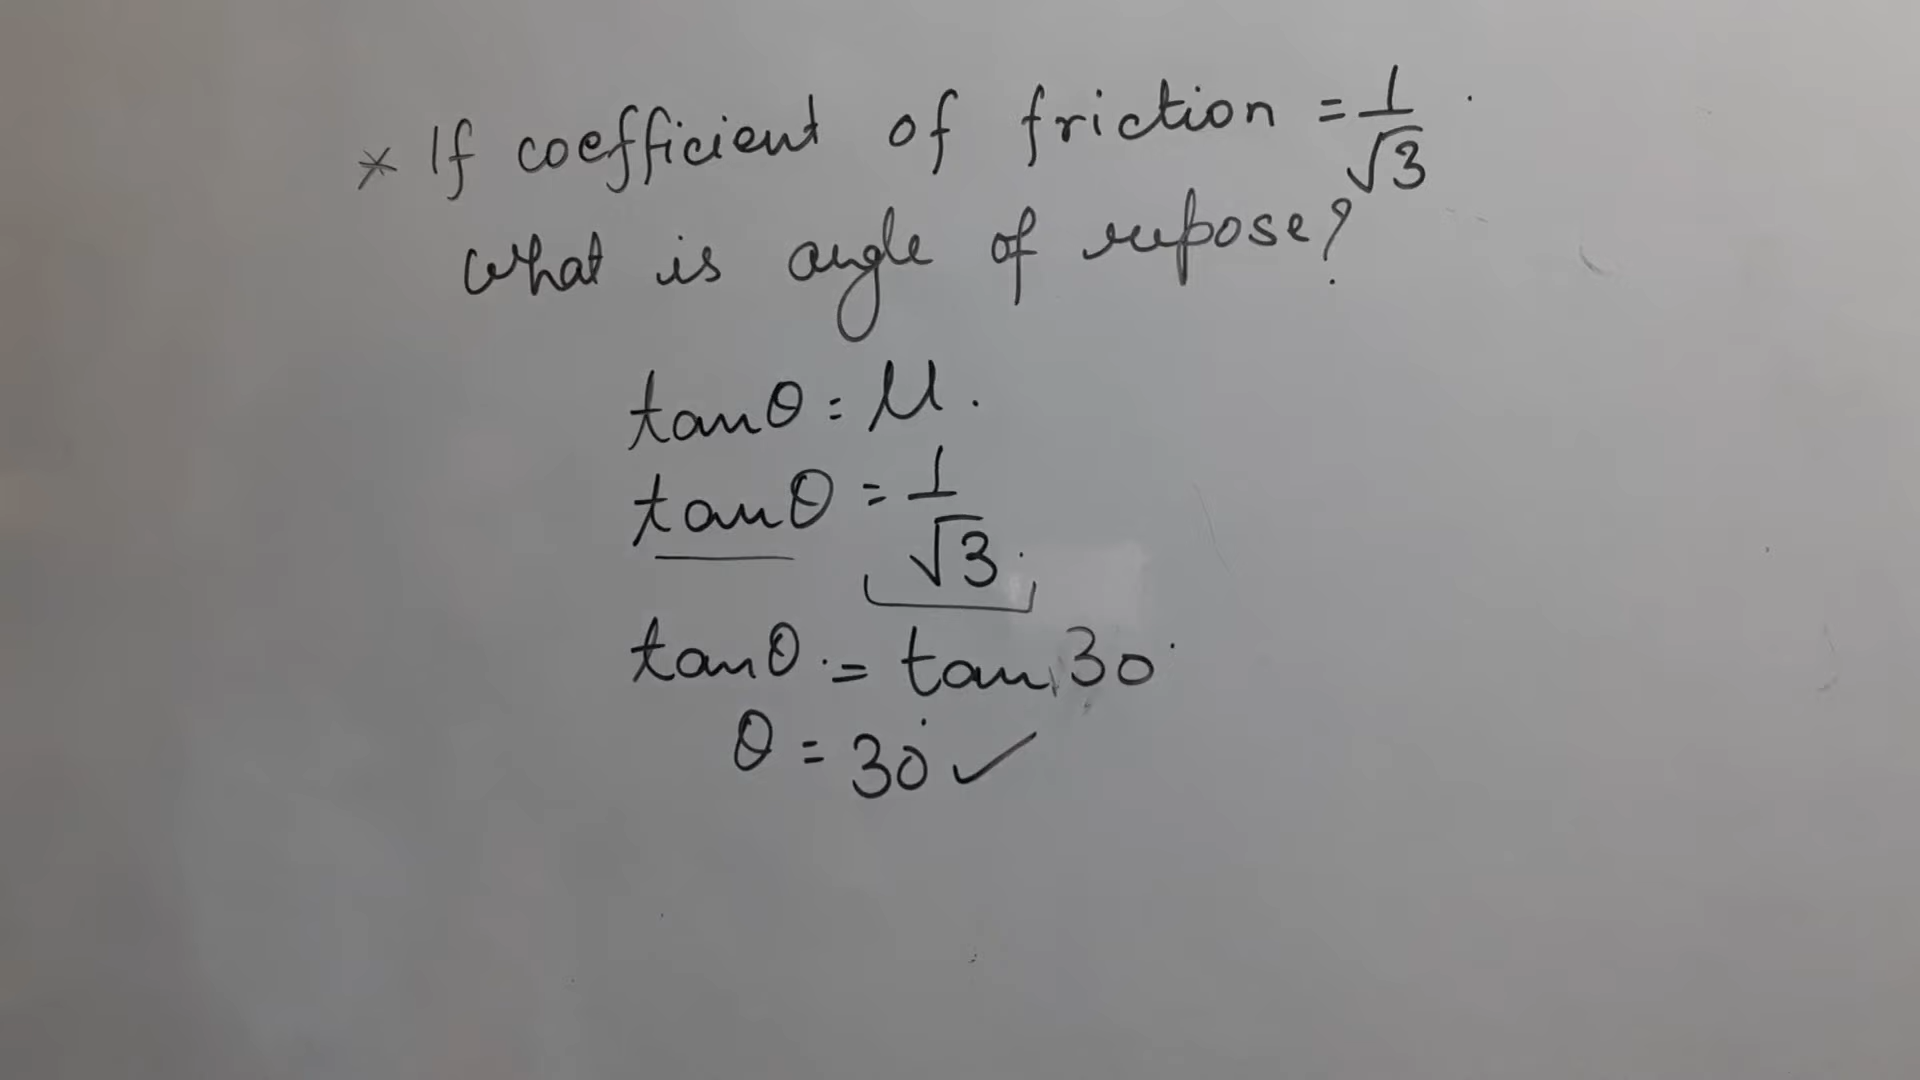 * If coefficient of friction = 1/√3.
what is angle of repose?
tanθ = μ.
tanθ = 1/√3.
tanθ = tan 30°
θ = 30° ✓